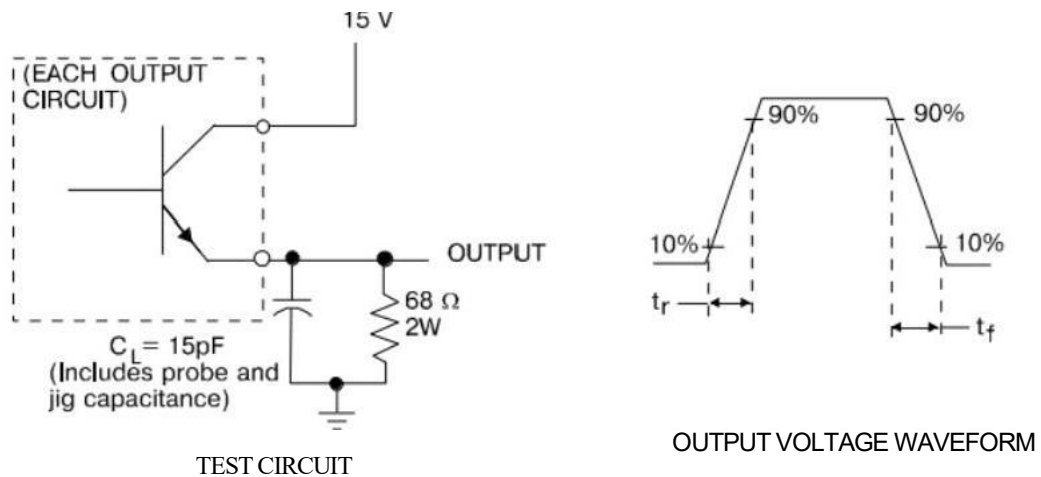 15 V
(EACH OUTPUT
CIRCUIT)
OUTPUT
68 Ω
2W
C_L = 15pF
(Includes probe and
jig capacitance)
TEST CIRCUIT
90%
90%
10%
10%
t_r
t_f
OUTPUT VOLTAGE WAVEFORM